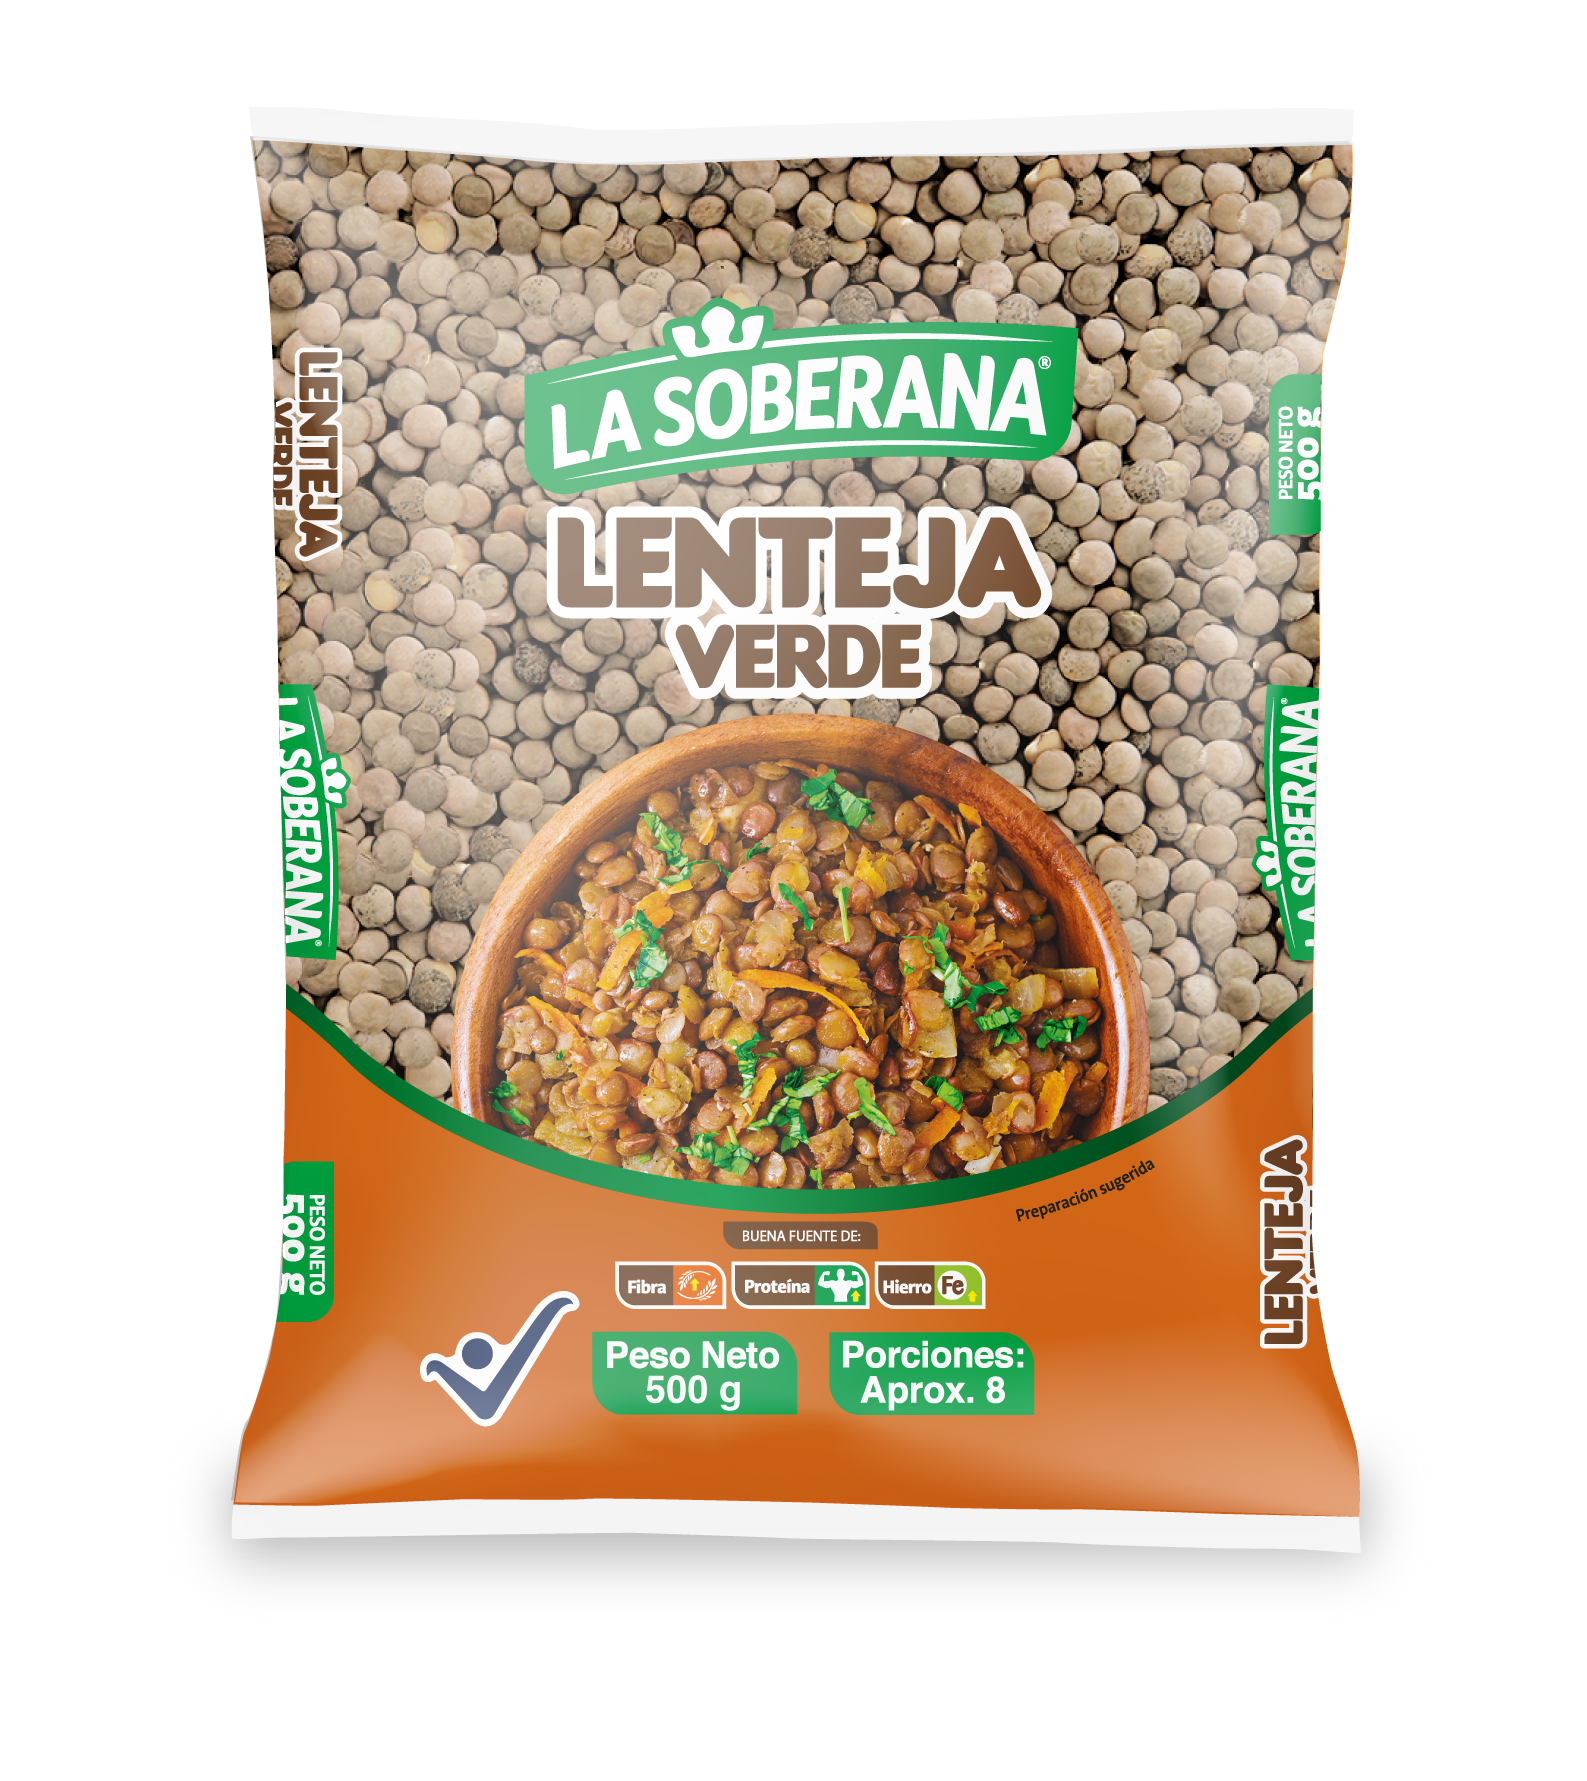 LA SOBERANA®
LENTEJA
VERDE
LENTEJA
VERDE
PESO NETO
500 g
LA SOBERANA®
LA SOBERANA®
PESO NETO
500 g
LENTEJA
Preparación sugerida
BUENA FUENTE DE:
Fibra
Proteína
Hierro Fe
Peso Neto
500 g
Porciones:
Aprox. 8